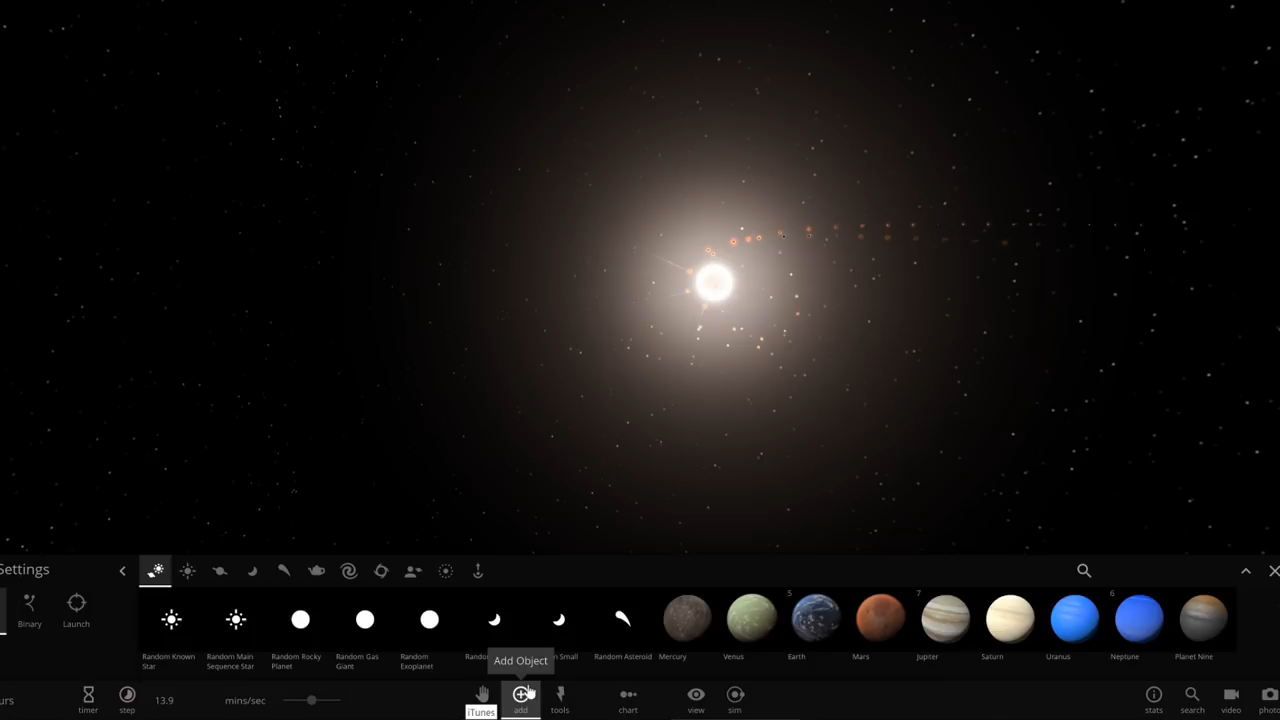 Settings
Binary
Launch
5
7
6
Random Known
Star
Random Main
Sequence Star
Random Rocky
Planet
Random Gas
Giant
Random
Exoplanet
Random Asteroid
Mercury
Venus
Earth
Mars
Jupiter
Saturn
Uranus
Neptune
Planet Nine
Small
Add Object
timer
step
13.9
mins/sec
iTunes
add
tools
chart
view
sim
stats
search
video